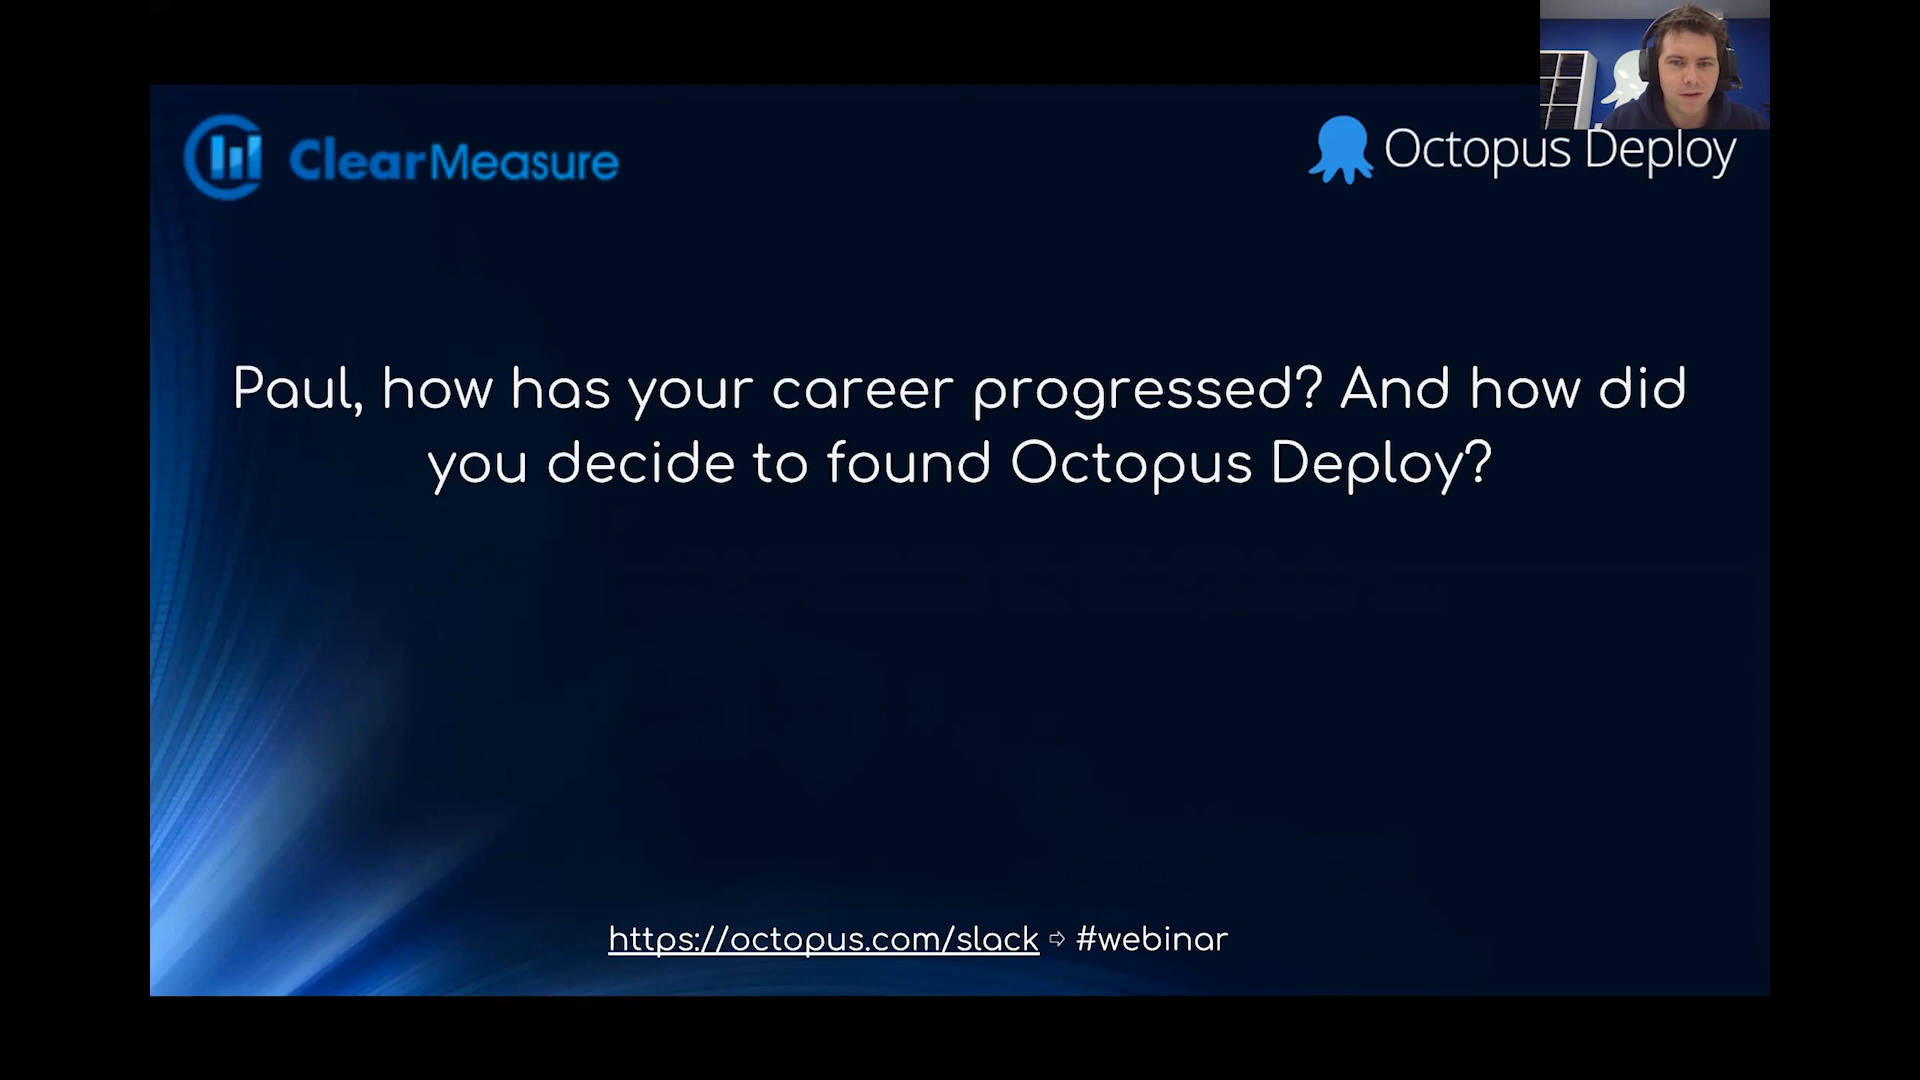 ClearMeasure
Octopus Deploy
Paul, how has your career progressed? And how did
you decide to found Octopus Deploy?
https://octopus.com/slack ⇨ #webinar